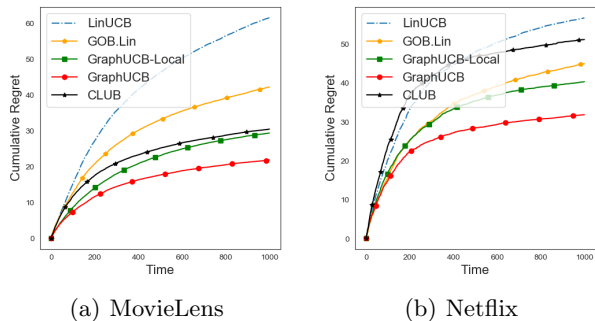 LinUCB
GOB.Lin
GraphUCB-Local
GraphUCB
CLUB
Cumulative Regret
60
50
40
30
20
10
0
0 200 400 600 800 1000
Time
(a) MovieLens
LinUCB
GOB.Lin
GraphUCB-Local
GraphUCB
CLUB
Cumulative Regret
50
40
30
20
10
0
0 200 400 600 800 1000
Time
(b) Netflix